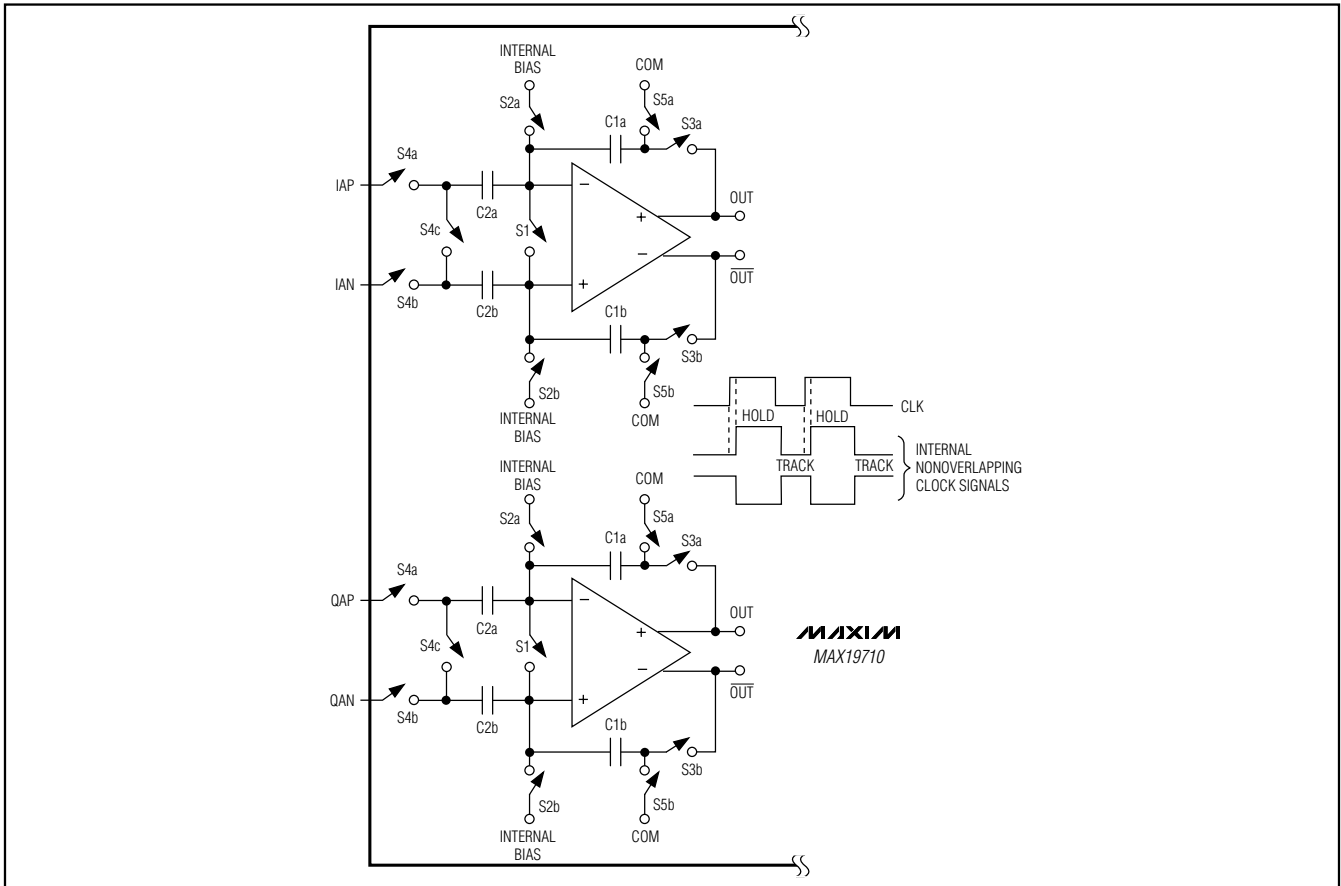 INTERNAL
BIAS
COM
S2a
S5a
C1a
S3a
S4a
IAP
−
OUT
C2a
+
S4c
S1
−
OUT
IAN
+
S4b
C2b
C1b
S3b
S2b
S5b
INTERNAL
BIAS
COM
CLK
HOLD
HOLD
TRACK
TRACK
INTERNAL
NONOVERLAPPING
CLOCK SIGNALS
INTERNAL
BIAS
COM
S2a
S5a
C1a
S3a
S4a
QAP
−
OUT
C2a
+
S4c
S1
−
OUT
QAN
+
S4b
C2b
C1b
S3b
S2b
S5b
INTERNAL
BIAS
COM
MAXIM
MAX19710